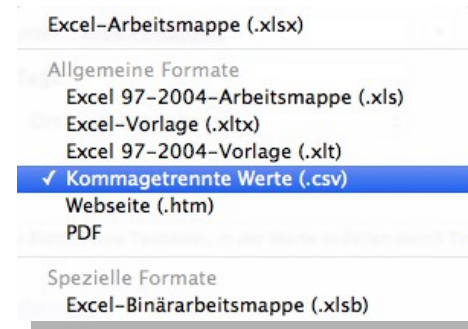 Excel-Arbeitsmappe (.xlsx)
Allgemeine Formate
Excel 97-2004-Arbeitsmappe (.xls)
Excel-Vorlage (.xltx)
Excel 97-2004-Vorlage (.xlt)
✓ Kommagetrennte Werte (.csv)
Webseite (.htm)
PDF
Spezielle Formate
Excel-Binärarbeitsmappe (.xlsb)